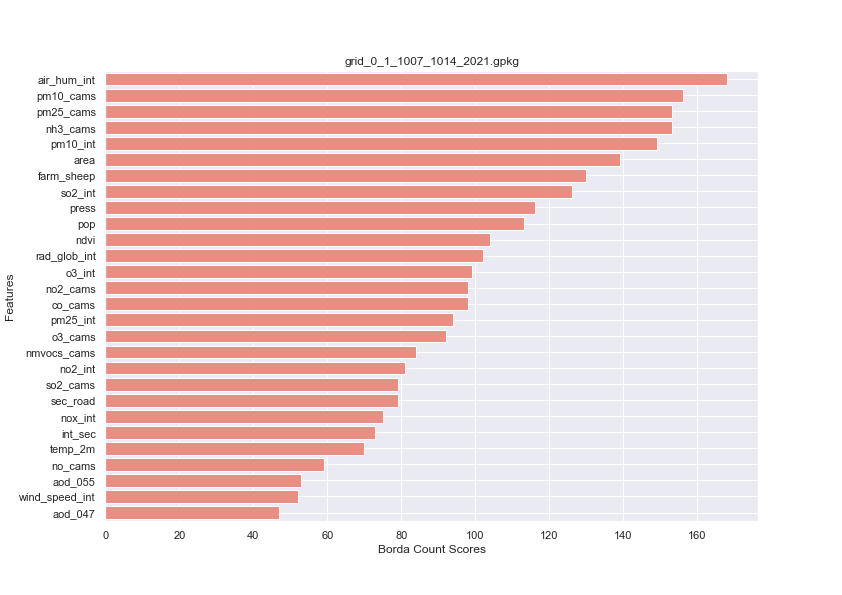 grid_0_1_1007_1014_2021.gpkg
Features
air_hum_int
pm10_cams
pm25_cams
nh3_cams
pm10_int
area
farm_sheep
so2_int
press
pop
ndvi
rad_glob_int
o3_int
no2_cams
co_cams
pm25_int
o3_cams
nmvocs_cams
no2_int
so2_cams
sec_road
nox_int
int_sec
temp_2m
no_cams
aod_055
wind_speed_int
aod_047
0 20 40 60 80 100 120 140 160
Borda Count Scores